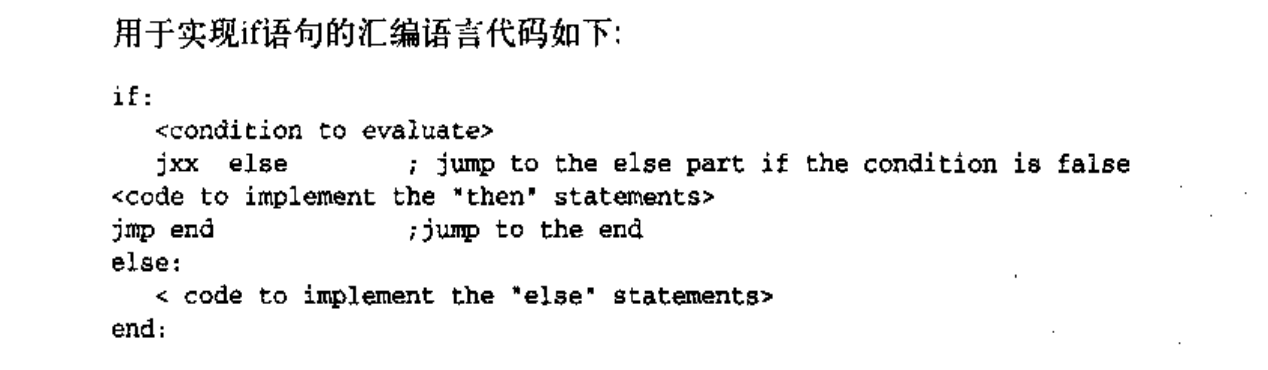 用于实现if语句的汇编语言代码如下:
if:
<condition to evaluate>
jxx else ; jump to the else part if the condition is false
<code to implement the "then" statements>
jmp end ;jump to the end
else:
< code to implement the "else" statements>
end: